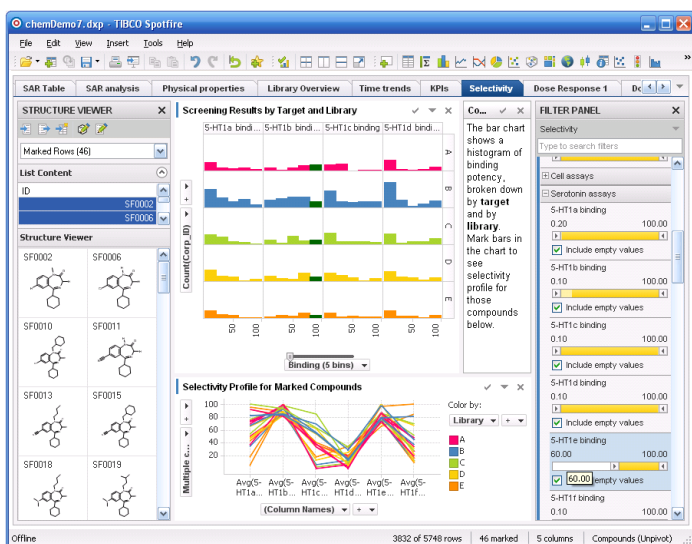 chemDemo7.dxp - TIBCO Spotfire
File Edit View Insert Tools Help
SAR Table SAR analysis Physical properties Library Overview Time trends KPIs Selectivity Dose Response 1
STRUCTURE VIEWER
Marked Rows (46)
List Content
ID
SF0002
SF0006
Structure Viewer
SF0002 SF0006
SF0010 SF0011
SF0013 SF0015
SF0018 SF0019
Screening Results by Target and Library
5-HT1a bindi... 5-HT1b bindi... 5-HT1c binding 5-HT1d bindi...
A
B
C
D
E
Count(Corp_ID)
50 100 50 100 50 100 50 100
Binding (5 bins)
Co...
The bar chart
shows a
histogram of
binding
potency,
broken down
by target
and by
library.
Mark bars in
the chart to
see
selectivity
profile for
those
compounds
below.
Selectivity Profile for Marked Compounds
Multiple c...
100
80
60
40
20
Avg(5- Avg(5- Avg(5- Avg(5- Avg(5- Avg(5-
HT1a... HT1b... HT1c... HT1d... HT1e... HT1f...
(Column Names)
Color by:
Library
A
B
C
D
E
FILTER PANEL
Selectivity
Type to search filters
Cell assays
Serotonin assays
5-HT1a binding
0.20 100.00
Include empty values
5-HT1b binding
0.10 100.00
Include empty values
5-HT1c binding
0.10 100.00
Include empty values
5-HT1d binding
0.10 100.00
Include empty values
5-HT1e binding
60.00 100.00
60.00 empty values
5-HT1f binding
Offline 3832 of 5748 rows 46 marked 5 columns Compounds (Unpivot)